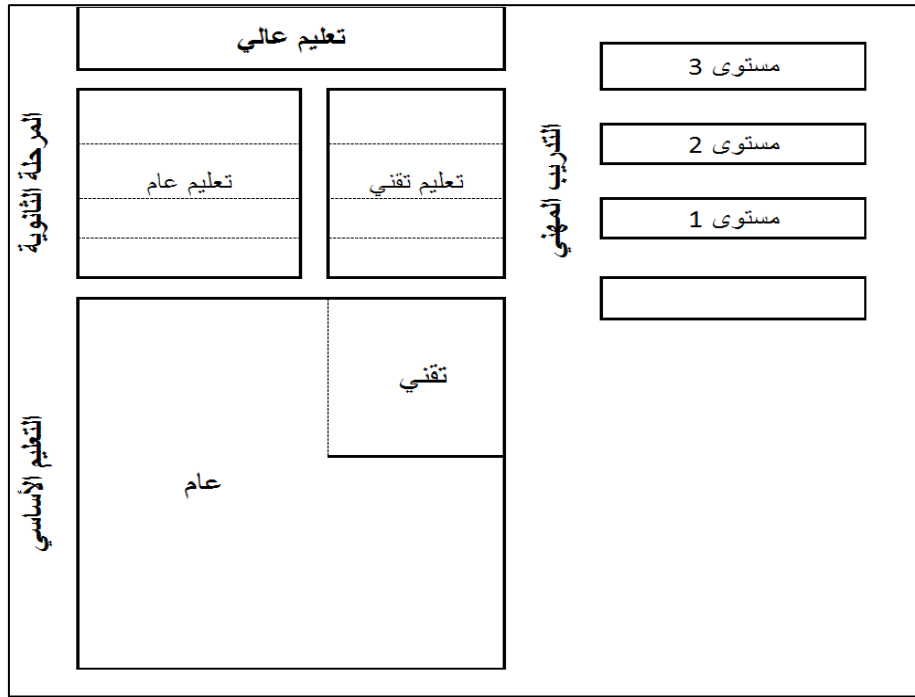 تعليم عالي
مستوى 3
المرحلة الثانوية
تعليم عام
تعليم تقني
التدريب المهني
مستوى 2
مستوى 1
التعليم الأساسي
تقني
عام